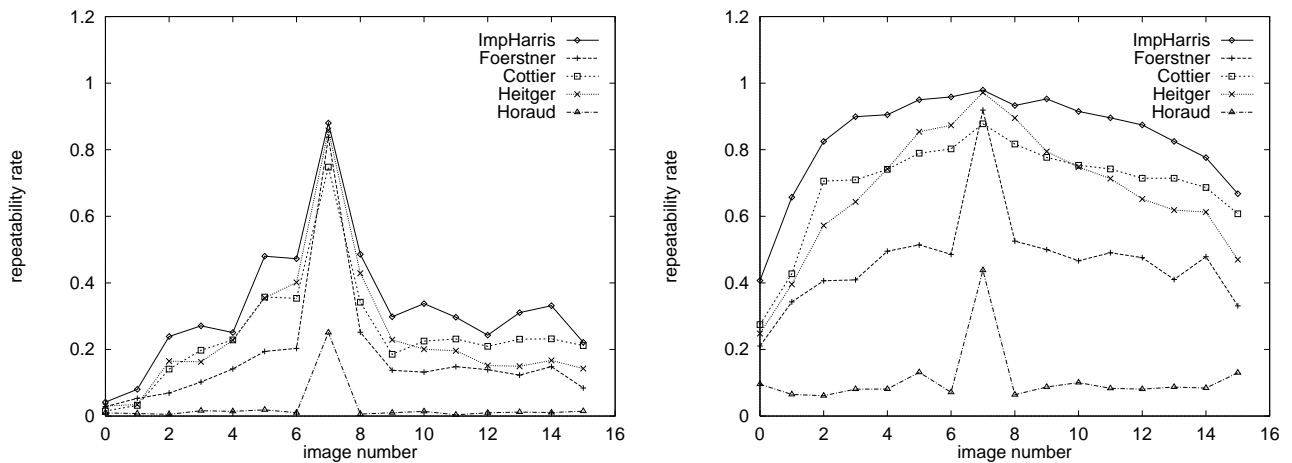 1.2
1
0.8
0.6
0.4
0.2
0
repeatability rate
ImpHarris
Foerstner
Cottier
Heitger
Horaud
0 2 4 6 8 10 12 14 16
image number
1.2
1
0.8
0.6
0.4
0.2
0
repeatability rate
ImpHarris
Foerstner
Cottier
Heitger
Horaud
0 2 4 6 8 10 12 14 16
image number